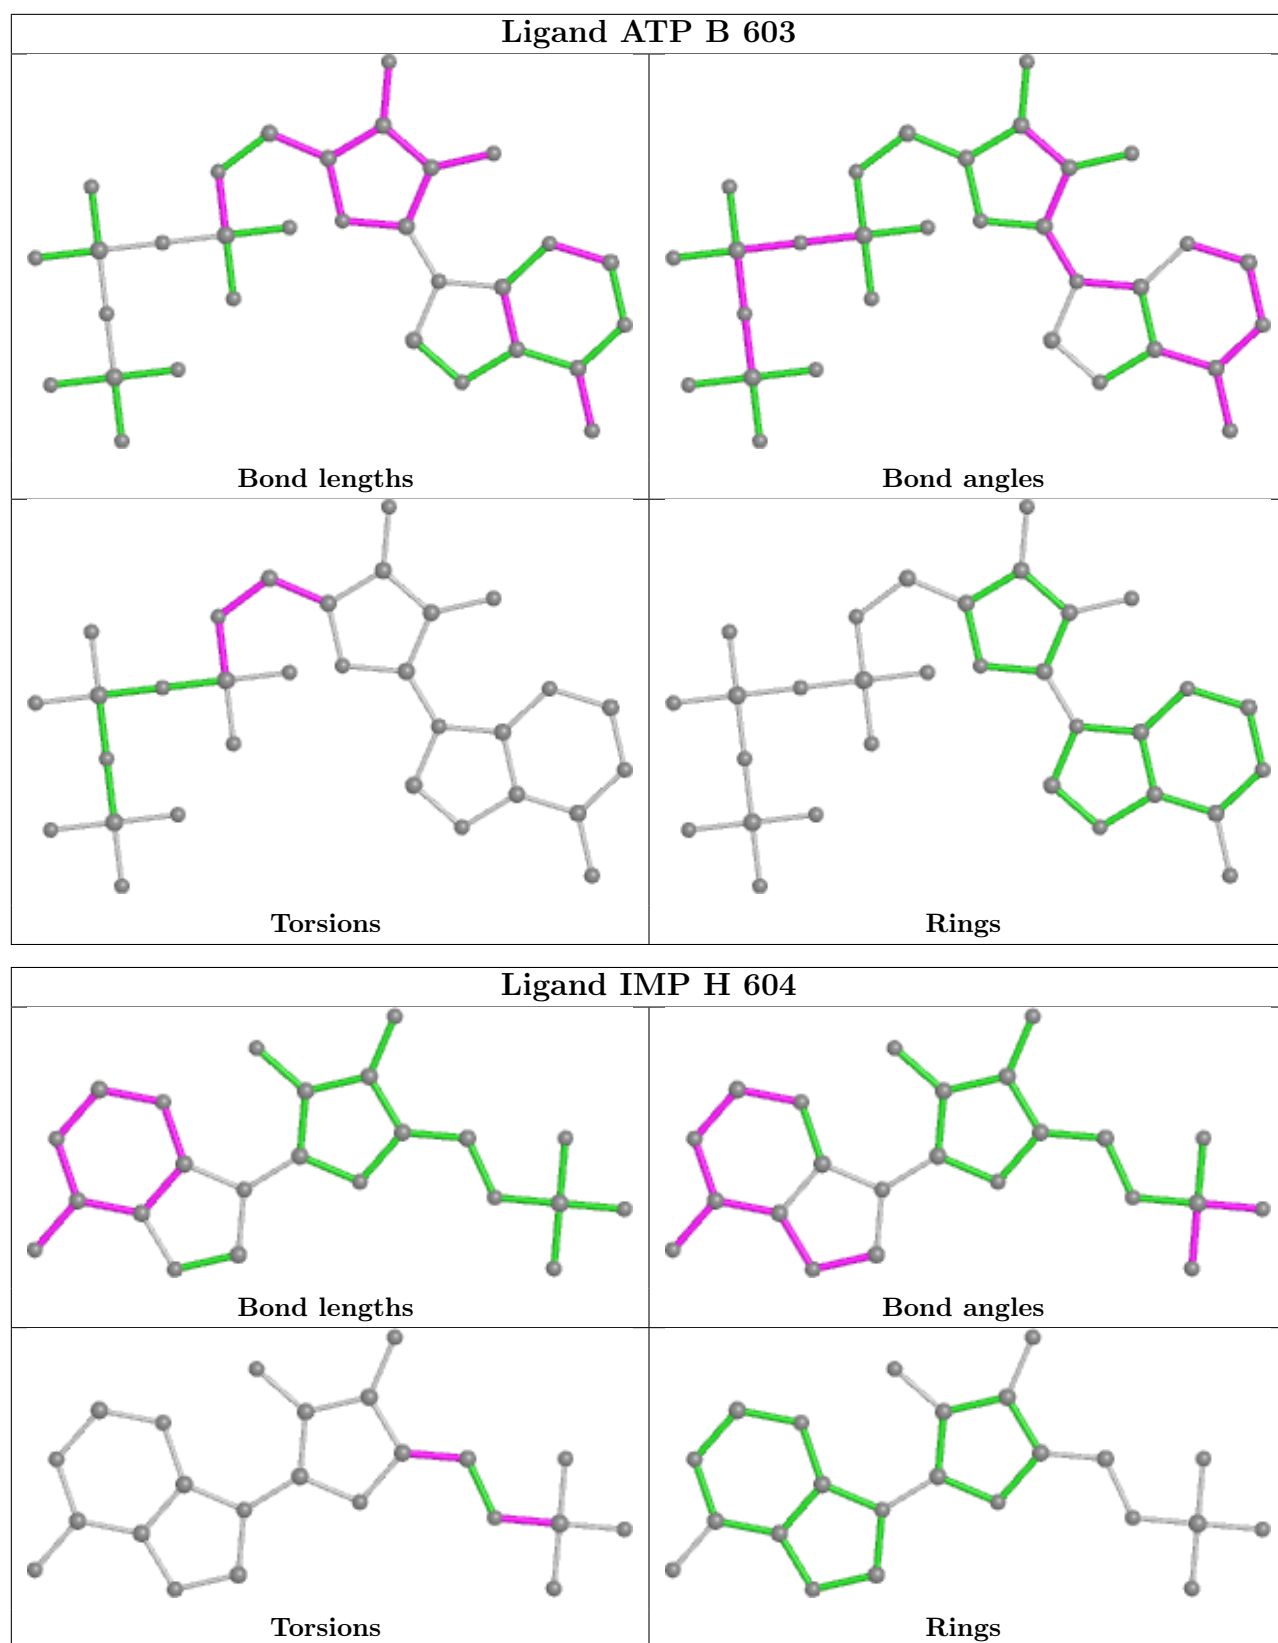 Ligand ATP B 603
Bond lengths
Bond angles
Torsions
Rings
Ligand IMP H 604
Bond lengths
Bond angles
Torsions
Rings